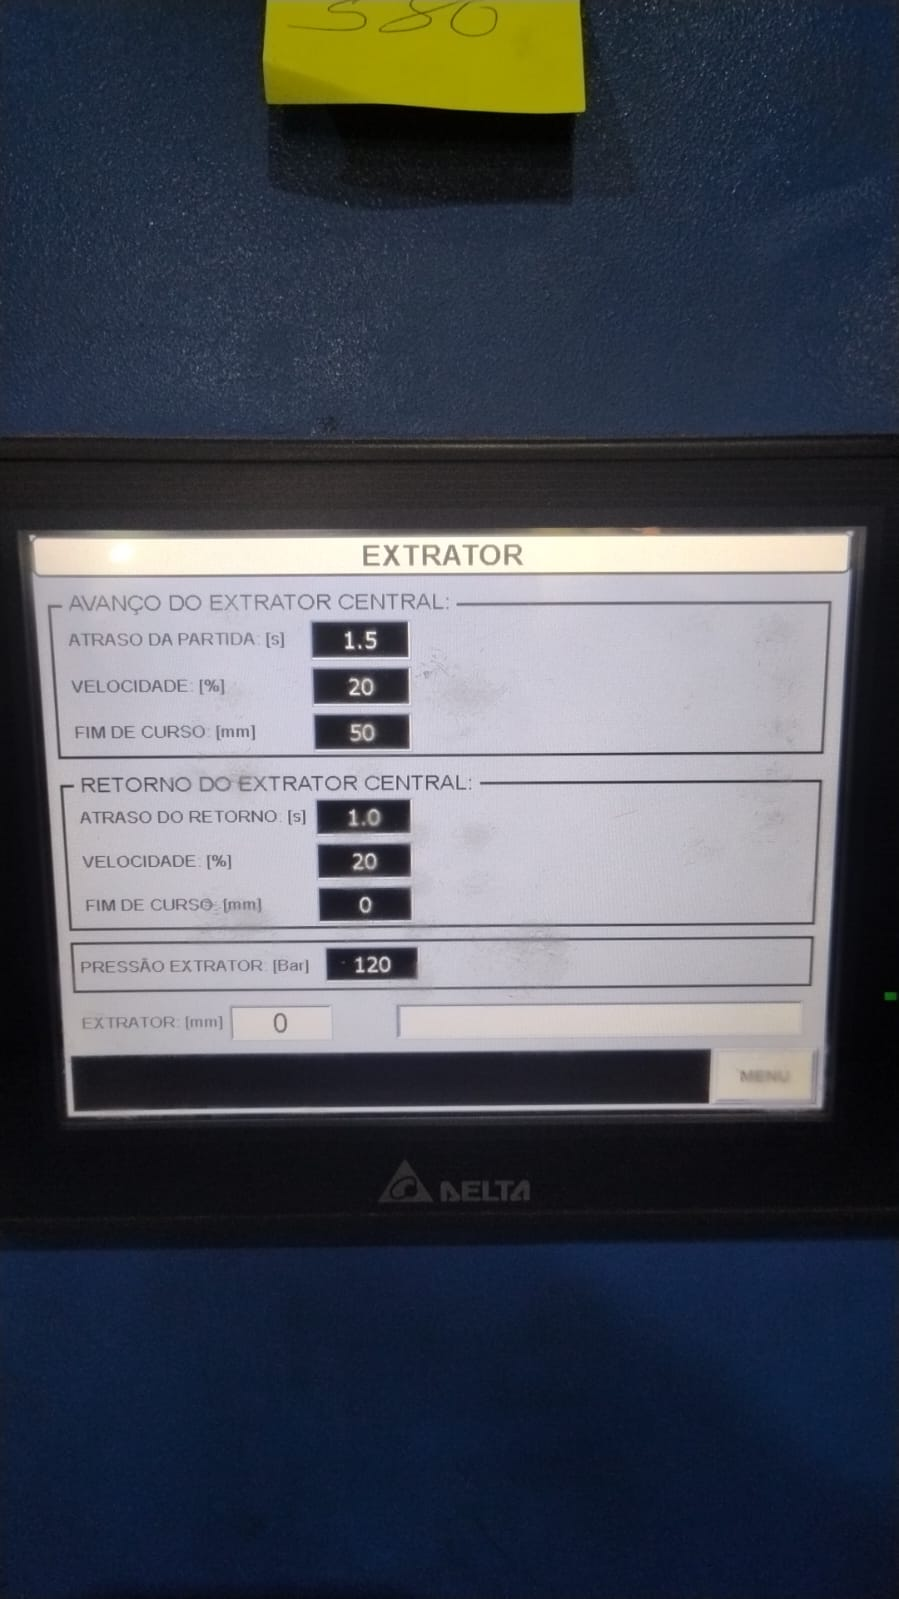 580
EXTRATOR
AVANÇO DO EXTRATOR CENTRAL:
ATRASO DA PARTIDA: [s] 1.5
VELOCIDADE: [%] 20
FIM DE CURSO: [mm] 50
RETORNO DO EXTRATOR CENTRAL:
ATRASO DO RETORNO: [s] 1.0
VELOCIDADE: [%] 20
FIM DE CURSO: [mm] 0
PRESSÃO EXTRATOR: [Bar] 120
EXTRATOR: [mm] 0
MENU
DELTA